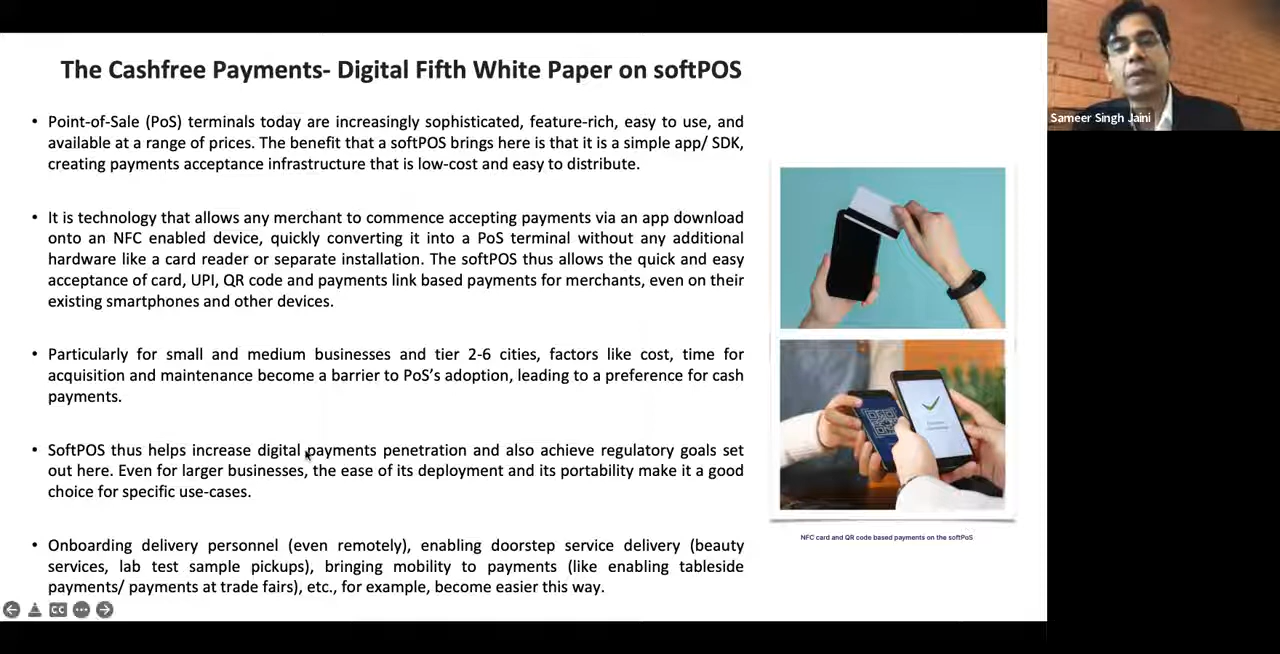 The Cashfree Payments- Digital Fifth White Paper on softPOS
• Point-of-Sale (PoS) terminals today are increasingly sophisticated, feature-rich, easy to use, and
available at a range of prices. The benefit that a softPOS brings here is that it is a simple app/ SDK,
creating payments acceptance infrastructure that is low-cost and easy to distribute.
• It is technology that allows any merchant to commence accepting payments via an app download
onto an NFC enabled device, quickly converting it into a PoS terminal without any additional
hardware like a card reader or separate installation. The softPOS thus allows the quick and easy
acceptance of card, UPI, QR code and payments link based payments for merchants, even on their
existing smartphones and other devices.
• Particularly for small and medium businesses and tier 2-6 cities, factors like cost, time for
acquisition and maintenance become a barrier to PoS's adoption, leading to a preference for cash
payments.
• SoftPOS thus helps increase digital payments penetration and also achieve regulatory goals set
out here. Even for larger businesses, the ease of its deployment and its portability make it a good
choice for specific use-cases.
• Onboarding delivery personnel (even remotely), enabling doorstep service delivery (beauty
services, lab test sample pickups), bringing mobility to payments (like enabling tableside
payments/ payments at trade fairs), etc., for example, become easier this way.
NFC card and QR code based payments on the softPoS
CC
Sameer Singh Jaini